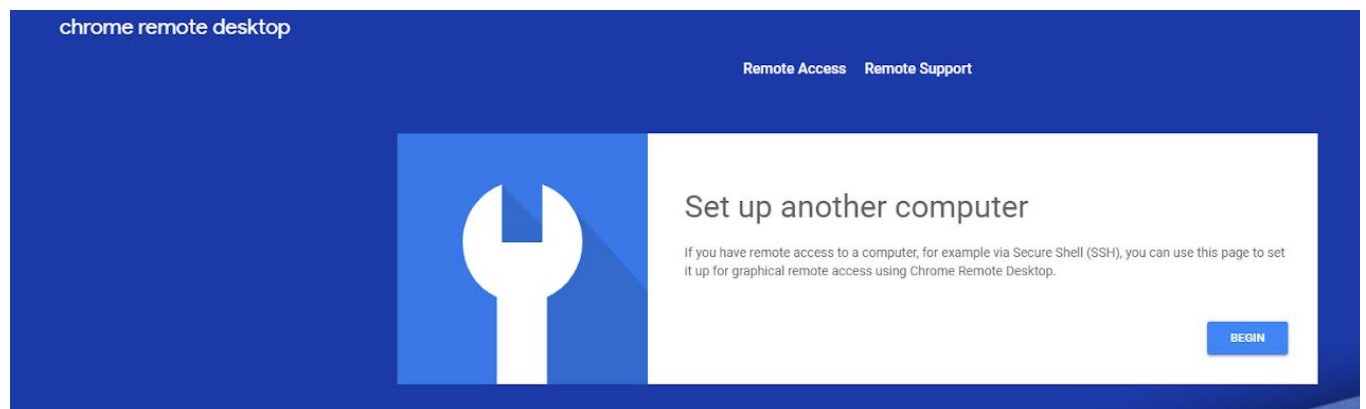 chrome remote desktop
Remote Access Remote Support
Set up another computer
If you have remote access to a computer, for example via Secure Shell (SSH), you can use this page to set
it up for graphical remote access using Chrome Remote Desktop.
BEGIN